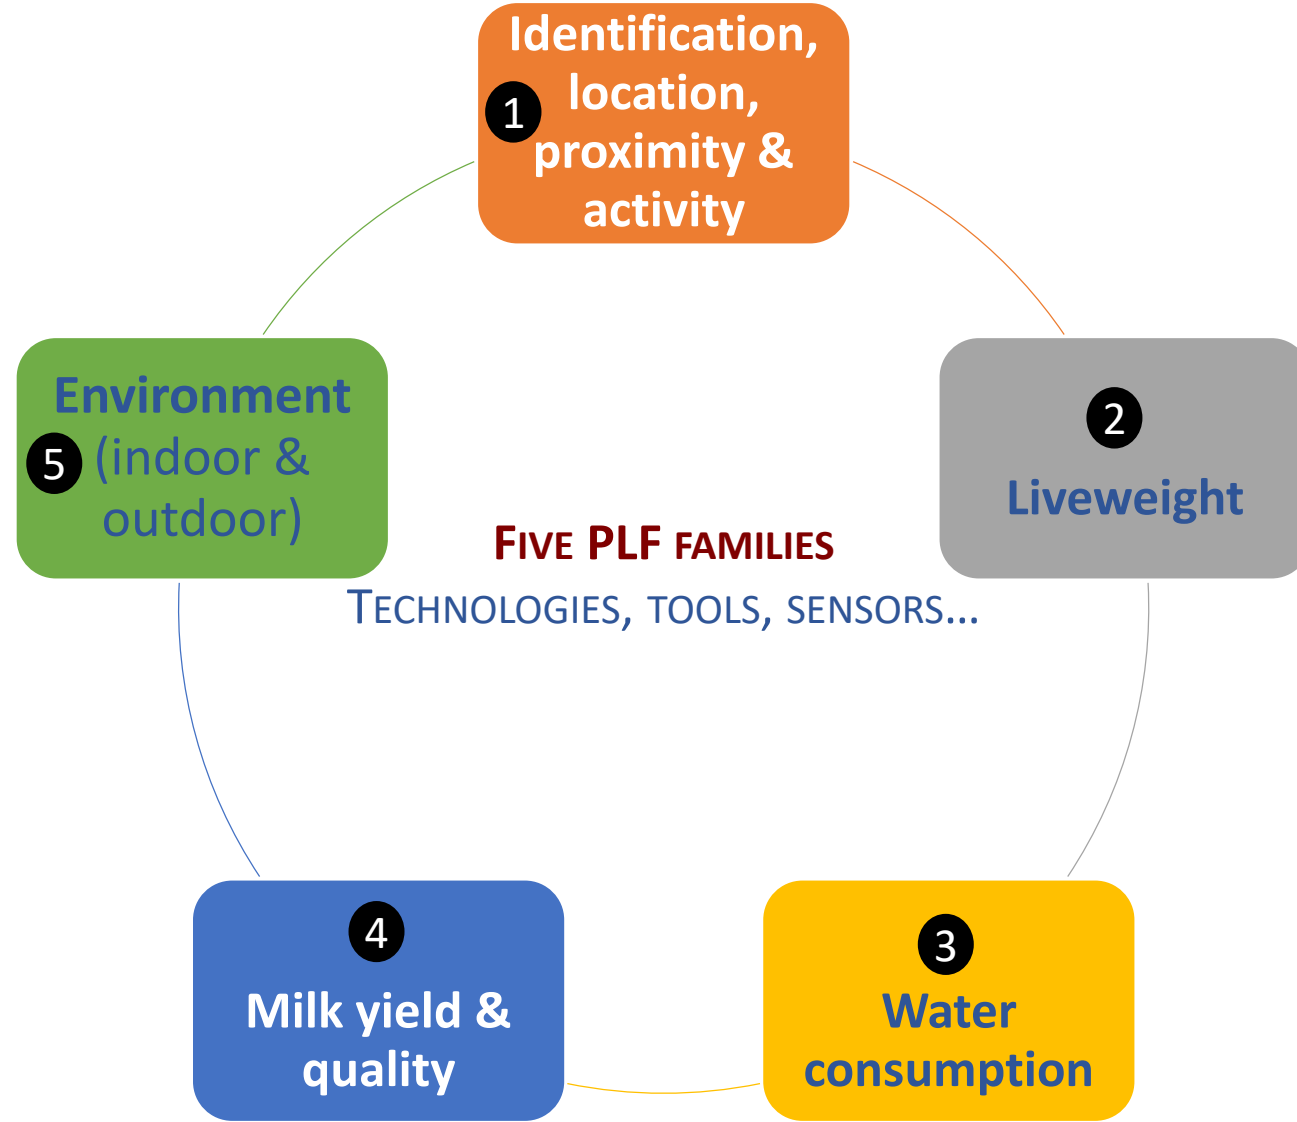 Identification,
location,
1
proximity &
activity
2
Liveweight
3
Water
consumption
4
Milk yield &
quality
Environment
5
(indoor &
outdoor)
Five PLF families
Technologies, tools, sensors...